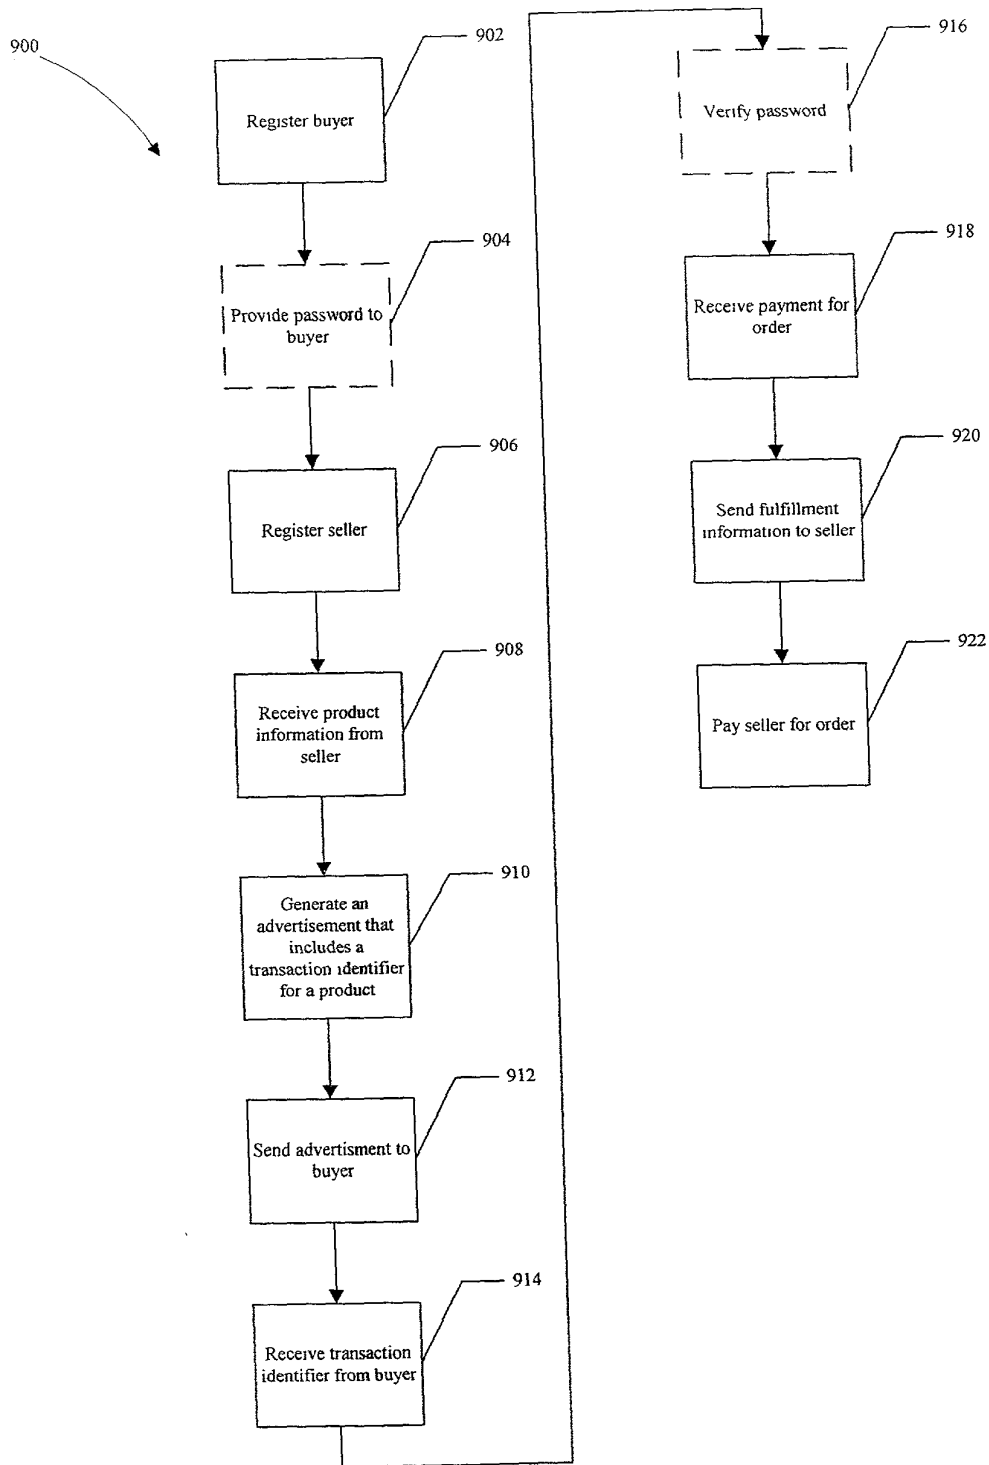 900
902
Register buyer
904
Provide password to
buyer
906
Register seller
908
Receive product
information from
seller
910
Generate an
advertisement that
includes a
transaction identifier
for a product
912
Send advertisment to
buyer
914
Receive transaction
identifier from buyer
916
Verify password
918
Receive payment for
order
920
Send fulfillment
information to seller
922
Pay seller for order